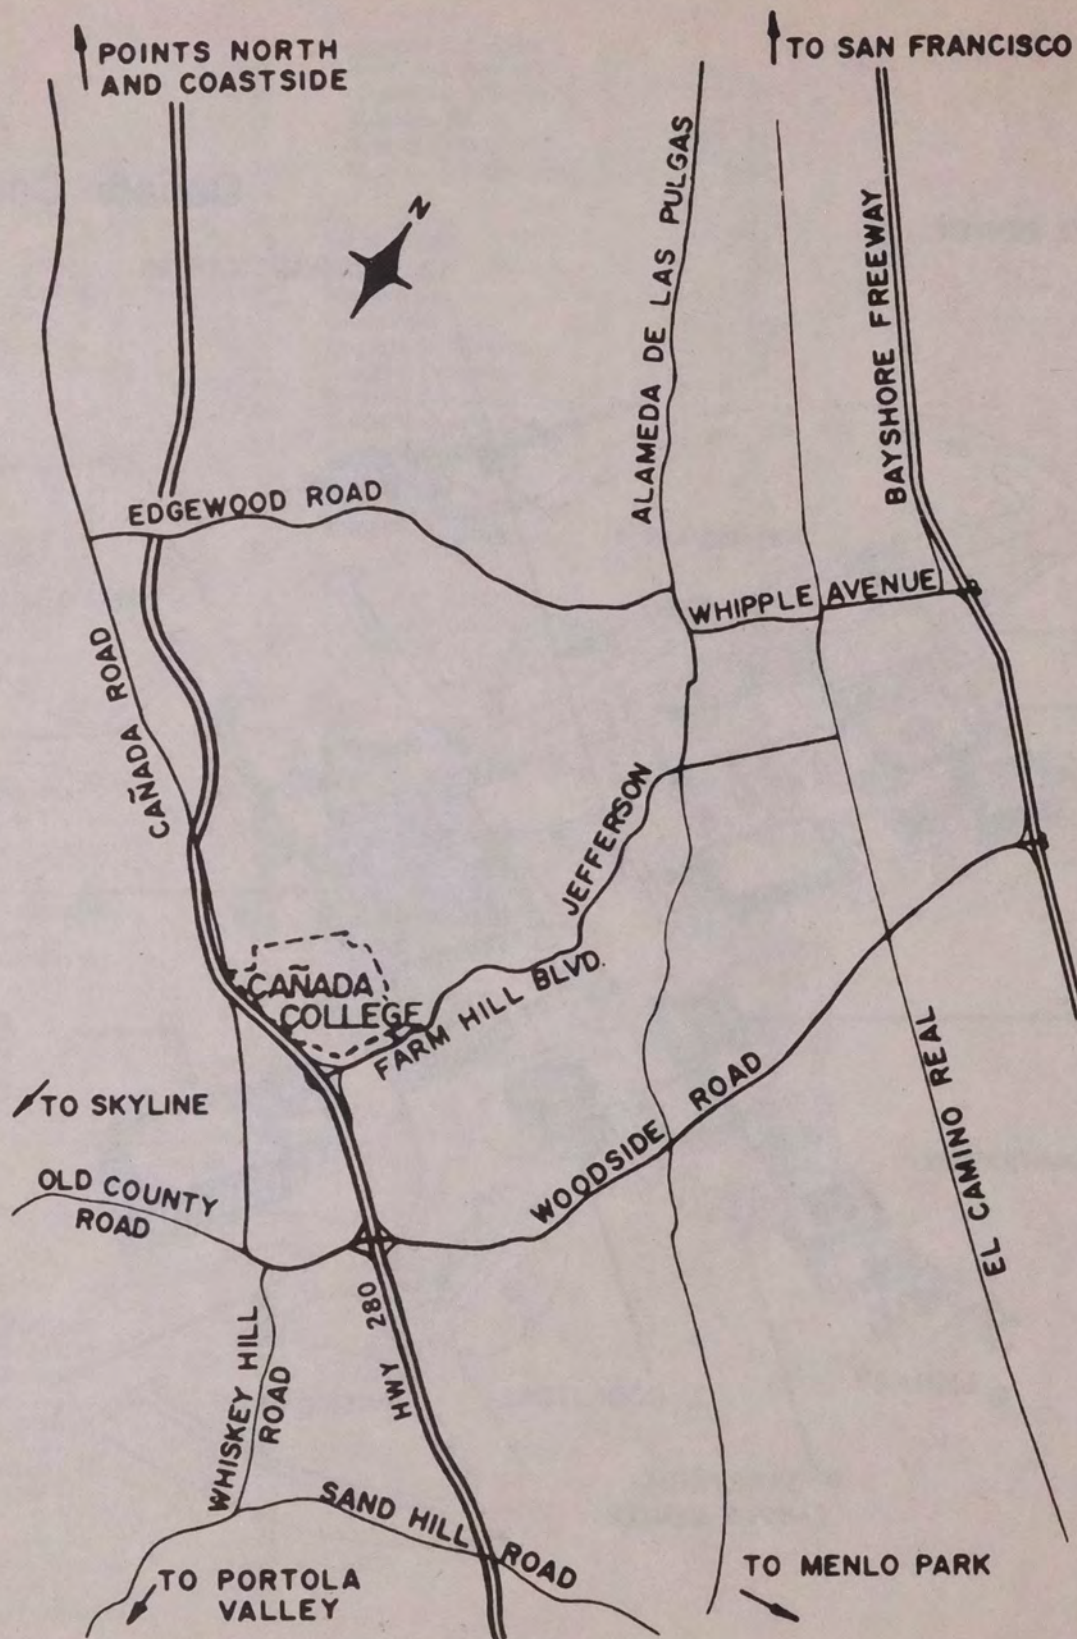 POINTS NORTH
AND COASTSIDE
TO SAN FRANCISCO
N
ALAMEDA DE LAS PULGAS
BAYSHORE FREEWAY
EDGEWOOD ROAD
WHIPPLE AVENUE
CAÑADA ROAD
JEFFERSON
CAÑADA
COLLEGE
FARM HILL BLVD.
TO SKYLINE
WOODSIDE ROAD
EL CAMINO REAL
OLD COUNTY
ROAD
HWY 280
WHISKEY HILL
ROAD
SAND HILL ROAD
TO PORTOLA
VALLEY
TO MENLO PARK